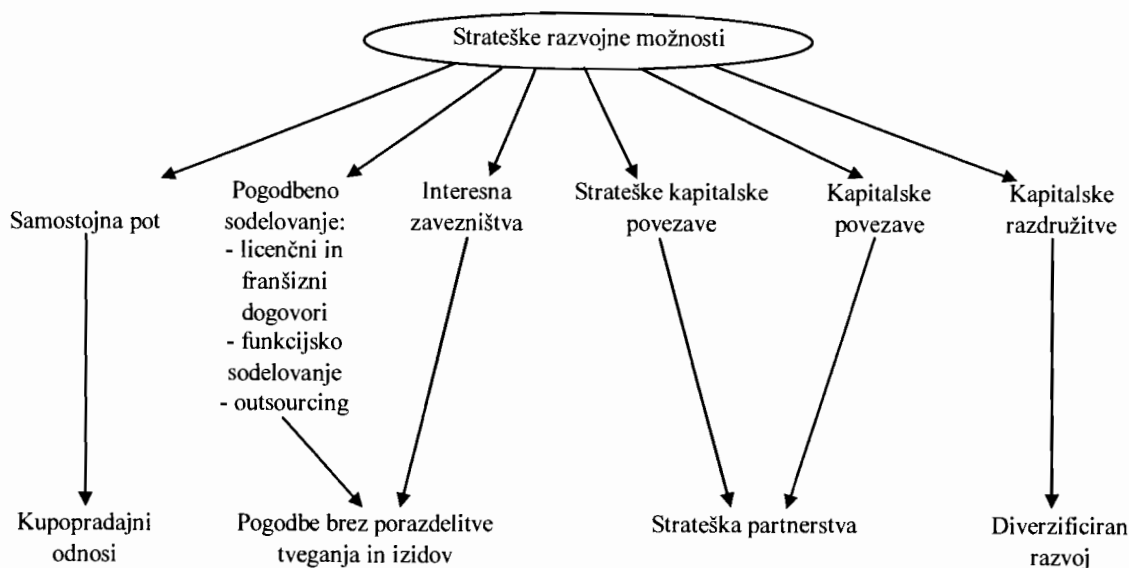 Strateške razvojne možnosti
Samostojna pot
Pogodbeno
sodelovanje:
- licenčni in
franšizni
dogovori
- funkcijsko
sodelovanje
- outsourcing
Interesna
zavezništva
Strateške kapitalske
povezave
Kapitalske
povezave
Kapitalske
razdružitve
Kupopradajni
odnosi
Pogodbe brez porazdelitve
tveganja in izidov
Strateška partnerstva
Diverzificiran
razvoj